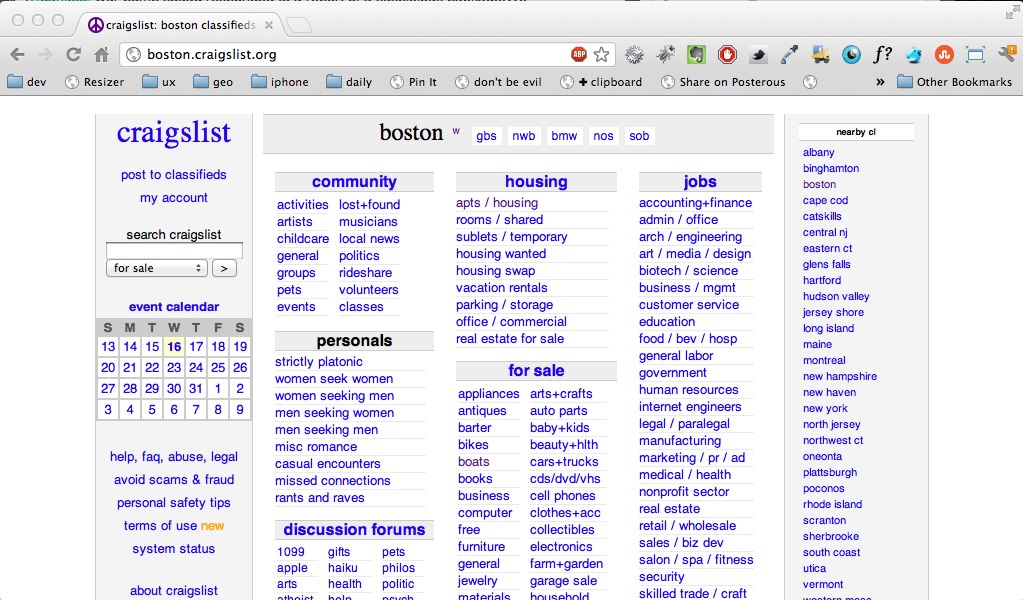 craigslist: boston classifieds
boston.craigslist.org
ABP
f?
dev Resizer ux geo iphone daily Pin It don't be evil + clipboard Share on Posterous » Other Bookmarks
craigslist
post to classifieds
my account
search craigslist
for sale >
event calendar
S M T W T F S
13 14 15 16 17 18 19
20 21 22 23 24 25 26
27 28 29 30 31 1 2
3 4 5 6 7 8 9
help, faq, abuse, legal
avoid scams & fraud
personal safety tips
terms of use new
system status
about craigslist
boston w gbs nwb bmw nos sob
community
activities lost+found
artists musicians
childcare local news
general politics
groups rideshare
pets volunteers
events classes
personals
strictly platonic
women seek women
women seeking men
men seeking women
men seeking men
misc romance
casual encounters
missed connections
rants and raves
discussion forums
1099 gifts pets
apple haiku philos
arts health politic
atheist help psych
housing
apts / housing
rooms / shared
sublets / temporary
housing wanted
housing swap
vacation rentals
parking / storage
office / commercial
real estate for sale
for sale
appliances arts+crafts
antiques auto parts
barter baby+kids
bikes beauty+hlth
boats cars+trucks
books cds/dvd/vhs
business cell phones
computer clothes+acc
free collectibles
furniture electronics
general farm+garden
jewelry garage sale
materials household
jobs
accounting+finance
admin / office
arch / engineering
art / media / design
biotech / science
business / mgmt
customer service
education
food / bev / hosp
general labor
government
human resources
internet engineers
legal / paralegal
manufacturing
marketing / pr / ad
medical / health
nonprofit sector
real estate
retail / wholesale
sales / biz dev
salon / spa / fitness
security
skilled trade / craft
nearby cl
albany
binghamton
boston
cape cod
catskills
central nj
eastern ct
glens falls
hartford
hudson valley
jersey shore
long island
maine
montreal
new hampshire
new haven
new york
north jersey
northwest ct
oneonta
plattsburgh
poconos
rhode island
scranton
sherbrooke
south coast
utica
vermont
western mass